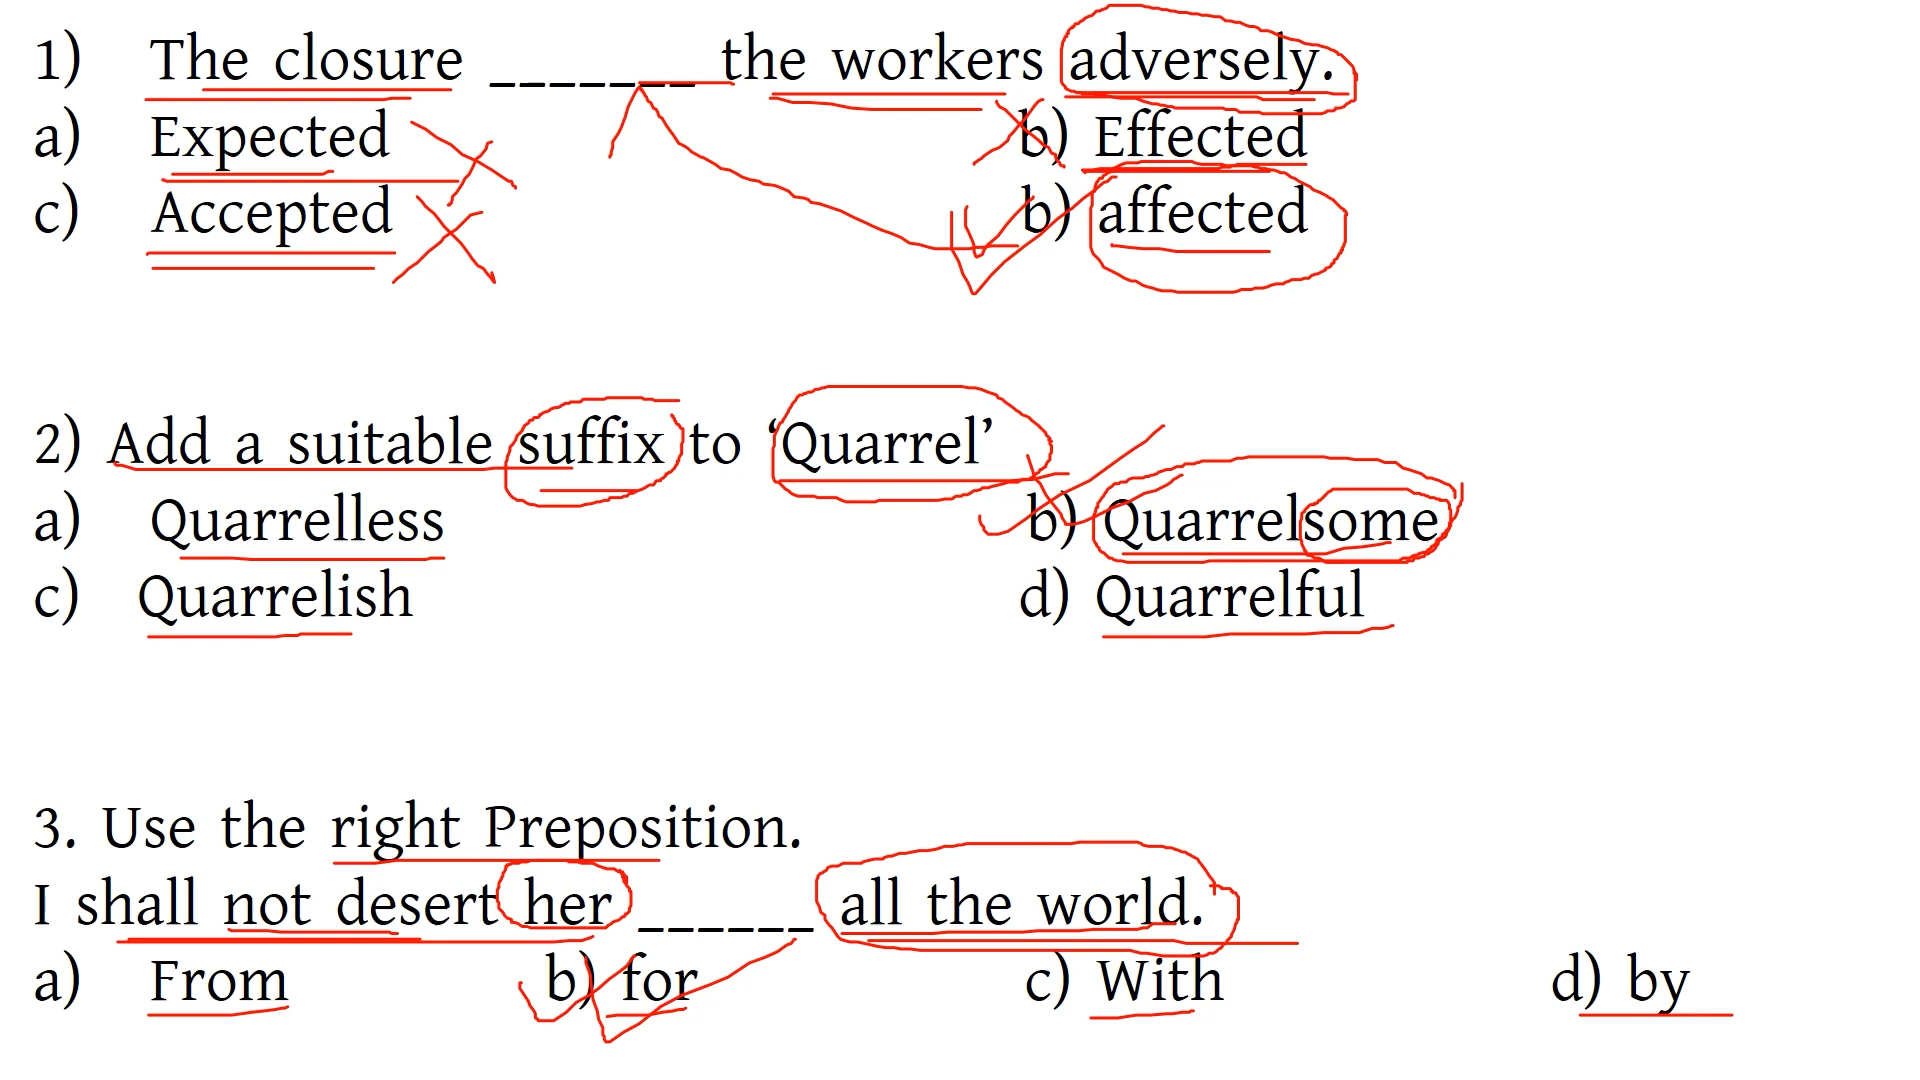 1) The closure _______ the workers adversely.
a) Expected b) Effected
c) Accepted b) affected
2) Add a suitable suffix to ‘Quarrel’
a) Quarrelless b) Quarrelsome
c) Quarrelish d) Quarrelful
3. Use the right Preposition.
I shall not desert her ______ all the world.
a) From b) for c) With d) by